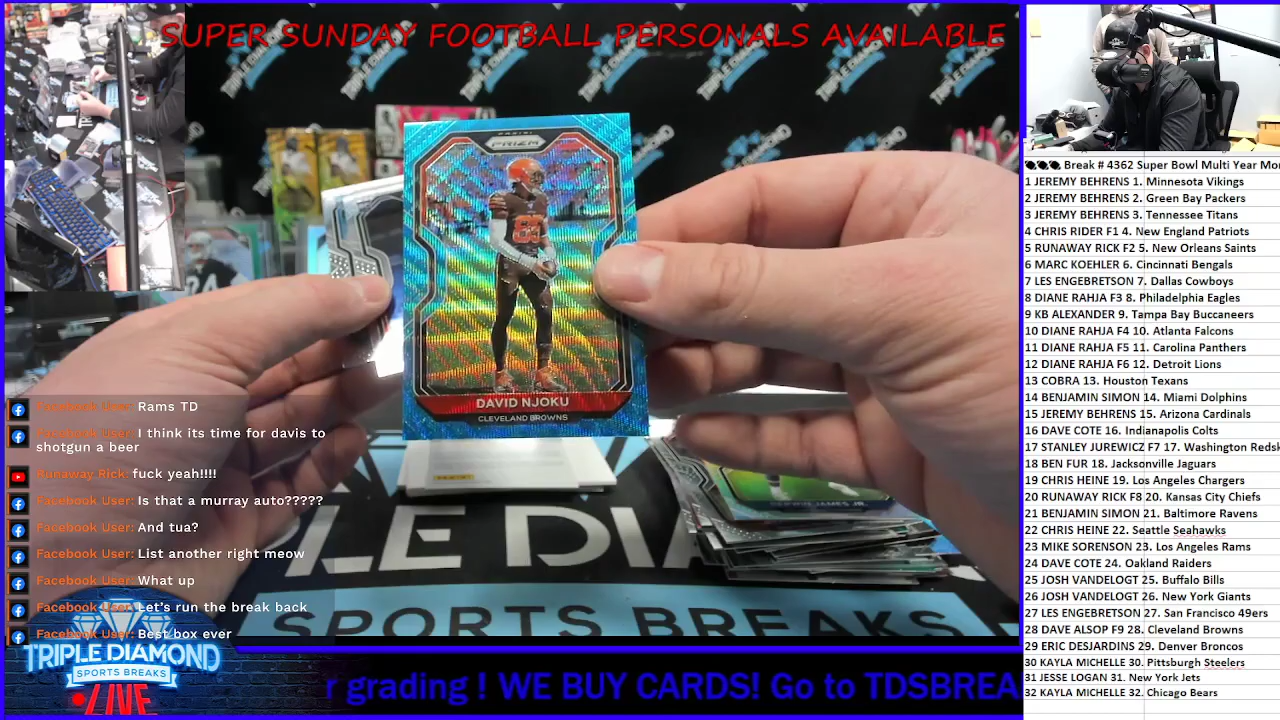 SUPER SUNDAY FOOTBALL PERSONALS AVAILABLE
PANINI
PRIZM
DAVID NJOKU
CLEVELAND BROWNS
DERWIN JAMES JR.
Facebook User: Rams TD
Facebook User: I think its time for davis to
shotgun a beer
Runaway Rick: fuck yeah!!!!
Facebook User: Is that a murray auto?????
Facebook User: And tua?
Facebook User: List another right meow
Facebook User: What up
Facebook User: Let's run the break back
Facebook User: Best box ever
TRIPLE DIAMOND
SPORTS BREAKS
LIVE
PLE DIA
SPORTS BREAKS
r grading ! WE BUY CARDS! Go to TDSBREA
Break # 4362 Super Bowl Multi Year Mo
1 JEREMY BEHRENS 1. Minnesota Vikings
2 JEREMY BEHRENS 2. Green Bay Packers
3 JEREMY BEHRENS 3. Tennessee Titans
4 CHRIS RIDER F1 4. New England Patriots
5 RUNAWAY RICK F2 5. New Orleans Saints
6 MARC KOEHLER 6. Cincinnati Bengals
7 LES ENGEBRETSON 7. Dallas Cowboys
8 DIANE RAHJA F3 8. Philadelphia Eagles
9 KB ALEXANDER 9. Tampa Bay Buccaneers
10 DIANE RAHJA F4 10. Atlanta Falcons
11 DIANE RAHJA F5 11. Carolina Panthers
12 DIANE RAHJA F6 12. Detroit Lions
13 COBRA 13. Houston Texans
14 BENJAMIN SIMON 14. Miami Dolphins
15 JEREMY BEHRENS 15. Arizona Cardinals
16 DAVE COTE 16. Indianapolis Colts
17 STANLEY JUREWICZ F7 17. Washington Redsk
18 BEN FUR 18. Jacksonville Jaguars
19 CHRIS HEINE 19. Los Angeles Chargers
20 RUNAWAY RICK F8 20. Kansas City Chiefs
21 BENJAMIN SIMON 21. Baltimore Ravens
22 CHRIS HEINE 22. Seattle Seahawks
23 MIKE SORENSON 23. Los Angeles Rams
24 DAVE COTE 24. Oakland Raiders
25 JOSH VANDELOGT 25. Buffalo Bills
26 JOSH VANDELOGT 26. New York Giants
27 LES ENGEBRETSON 27. San Francisco 49ers
28 DAVE ALSOP F9 28. Cleveland Browns
29 BEN FUR 29. Denver Broncos
30 KAYLA MICHELLE 30. Pittsburgh Steelers
31 JESSE LOGAN 31. New York Jets
32 KAYLA MICHELLE 32. Chicago Bears